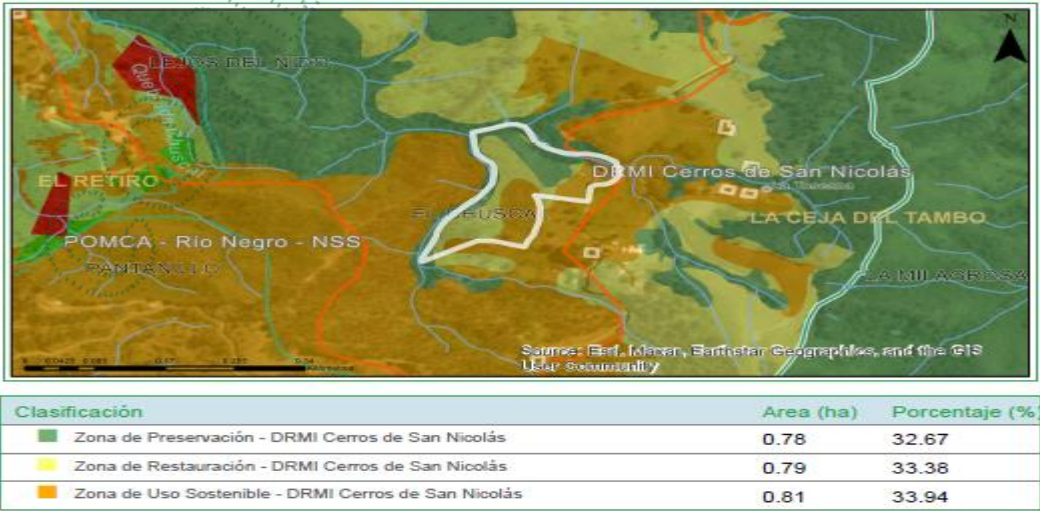 N
LEJOS DEL NIDO
DRMI Cerros de San Nicolás
EL RETIRO
LA CEJA DEL TAMBO
POMCA - Rio Negro - NSS
PANTANILLO
LA MILAGROSA
Source: Esri, Maxar, Earthstar Geographics, and the GIS
User Community
Clasificación Area (ha) Porcentaje (%)
Zona de Preservación - DRMI Cerros de San Nicolás 0.78 32.67
Zona de Restauración - DRMI Cerros de San Nicolás 0.79 33.38
Zona de Uso Sostenible - DRMI Cerros de San Nicolás 0.81 33.94